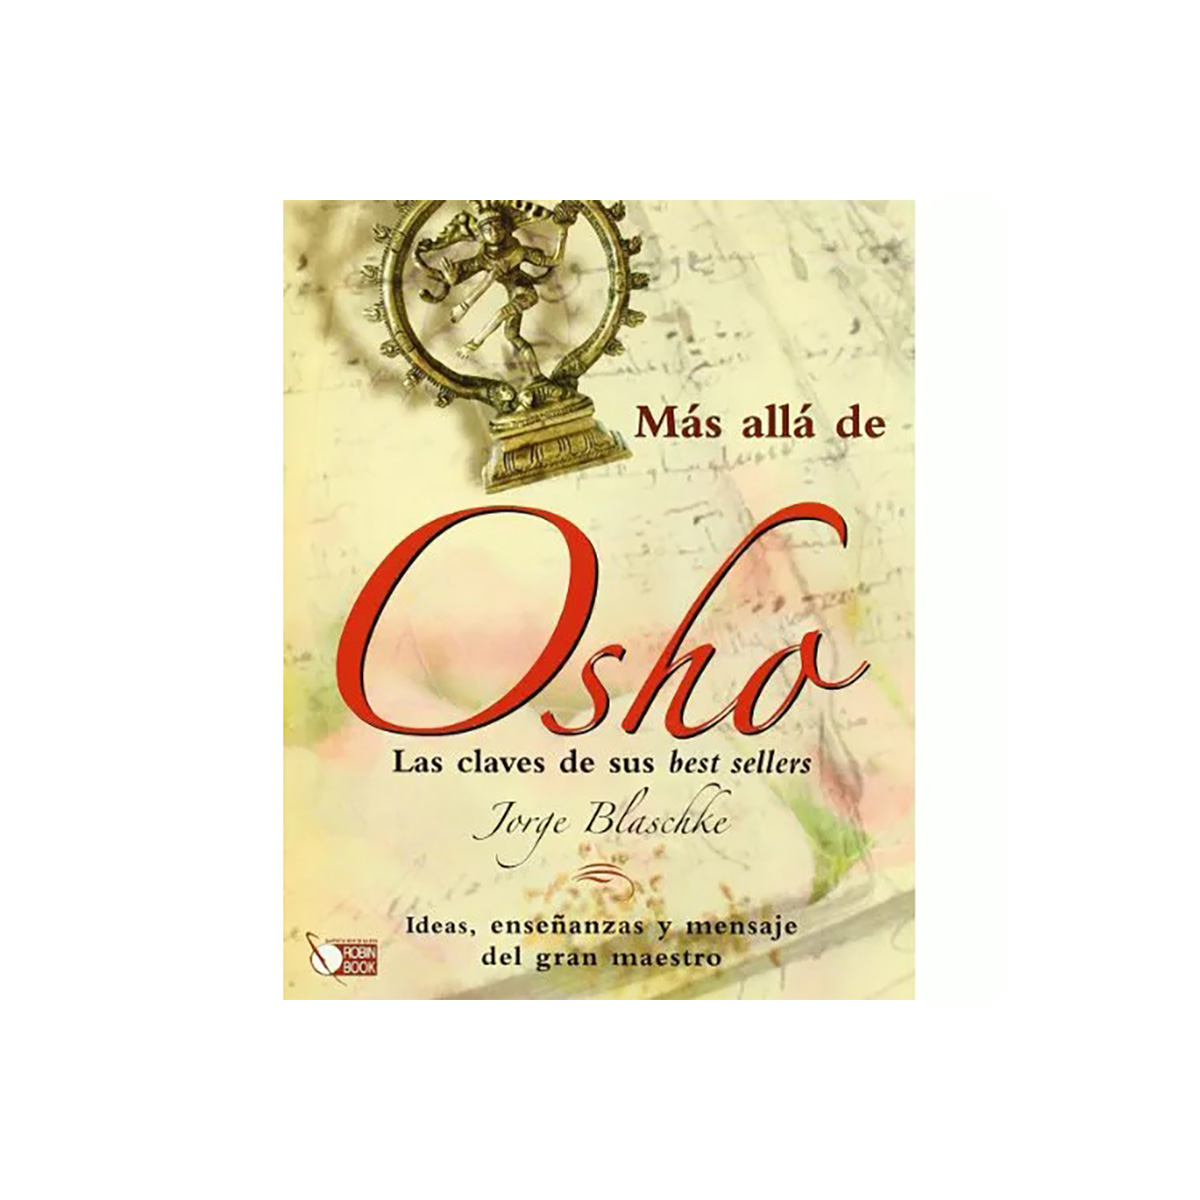 Más allá de
Osho
Las claves de sus best sellers
Jorge Blaschke
Ideas, enseñanzas y mensaje
del gran maestro
ROBIN
BOOK